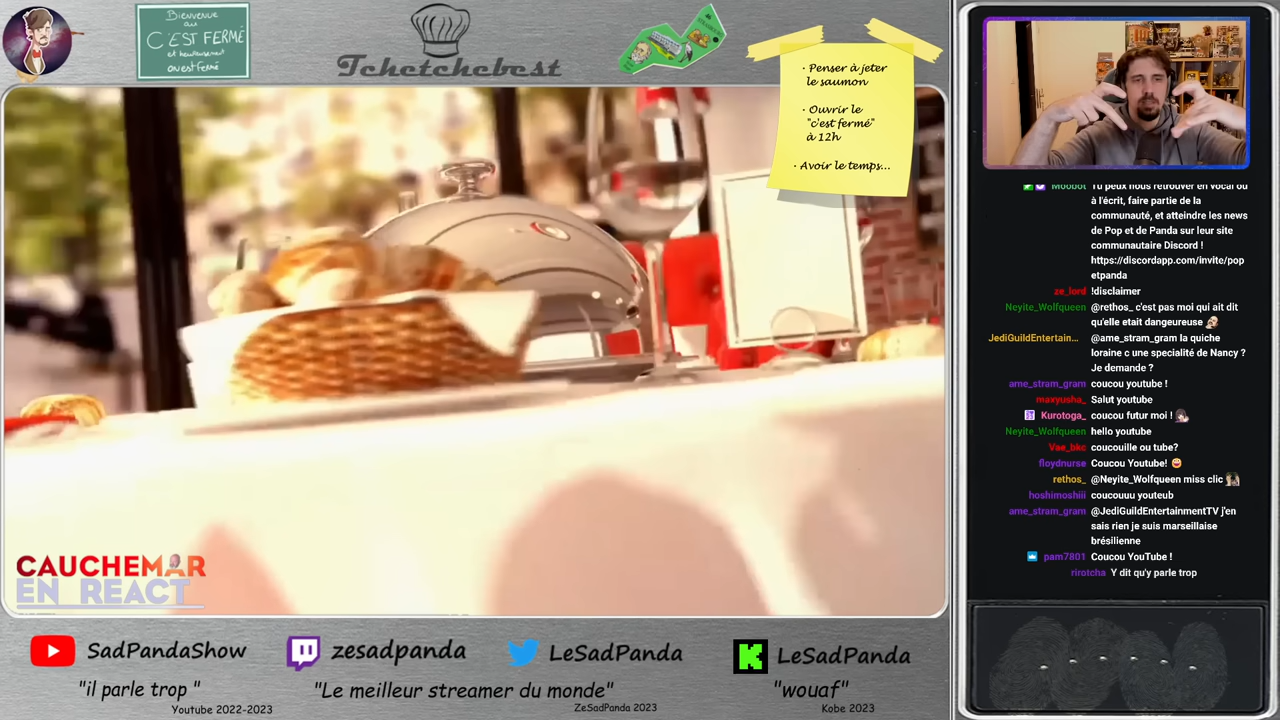 Bienvenue
au
C'EST FERMÉ
et heureusement
on est fermé
Tchetchebest
· Penser à jeter
le saumon
· Ouvrir le
"c'est fermé"
à 12h
· Avoir le temps...
CAUCHEMAR
EN REACT
SadPandaShow
zesadpanda
LeSadPanda
LeSadPanda
"il parle trop "
Youtube 2022-2023
"Le meilleur streamer du monde"
ZeSadPanda 2023
"wouaf"
Kobe 2023
Moobot Tu peux nous retrouver en vocal ou
à l'écrit, faire partie de la
communauté, et atteindre les news
de Pop et de Panda sur leur site
communautaire Discord !
https://discordapp.com/invite/pop
etpanda
ze_lord !disclaimer
Neyite_Wolfqueen @rethos_ c'est pas moi qui ait dit
qu'elle etait dangeureuse
JediGuildEntertain... @ame_stram_gram la quiche
loraine c une specialité de Nancy ?
Je demande ?
ame_stram_gram coucou youtube !
maxyusha_ Salut youtube
Kurotoga_ coucou futur moi !
Neyite_Wolfqueen hello youtube
Vae_bkc coucouille ou tube?
floydnurse Coucou Youtube!
rethos_ @Neyite_Wolfqueen miss clic
hoshimoshiii coucouuu youteub
ame_stram_gram @JediGuildEntertainmentTV j'en
sais rien je suis marseillaise
brésilienne
pam7801 Coucou YouTube !
rirotcha Y dit qu'y parle trop